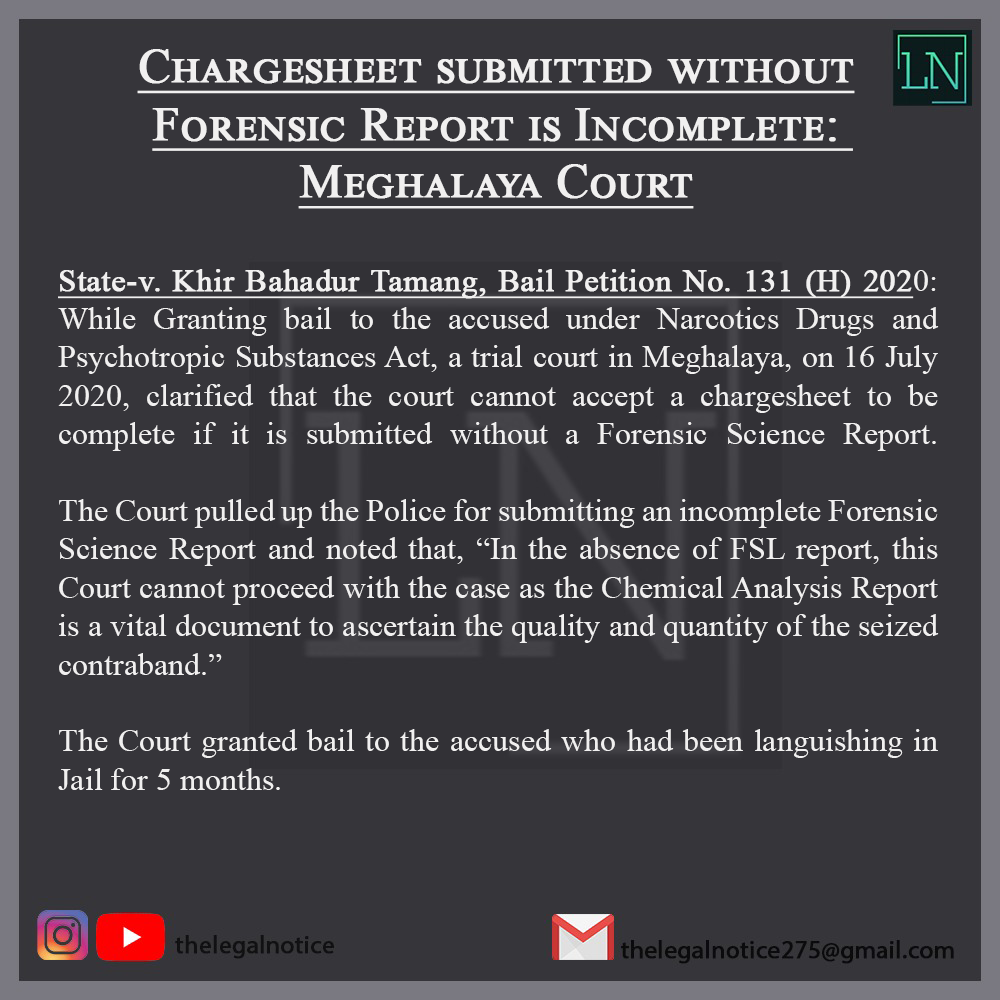 CHARGESHEET SUBMITTED WITHOUT
FORENSIC REPORT IS INCOMPLETE:
MEGHALAYA COURT
LN
State-v. Khir Bahadur Tamang, Bail Petition No. 131 (H) 2020:
While Granting bail to the accused under Narcotics Drugs and
Psychotropic Substances Act, a trial court in Meghalaya, on 16 July
2020, clarified that the court cannot accept a chargesheet to be
complete if it is submitted without a Forensic Science Report.
The Court pulled up the Police for submitting an incomplete Forensic
Science Report and noted that, “In the absence of FSL report, this
Court cannot proceed with the case as the Chemical Analysis Report
is a vital document to ascertain the quality and quantity of the seized
contraband.”
The Court granted bail to the accused who had been languishing in
Jail for 5 months.
LN
thelegalnotice
thelegalnotice275@gmail.com